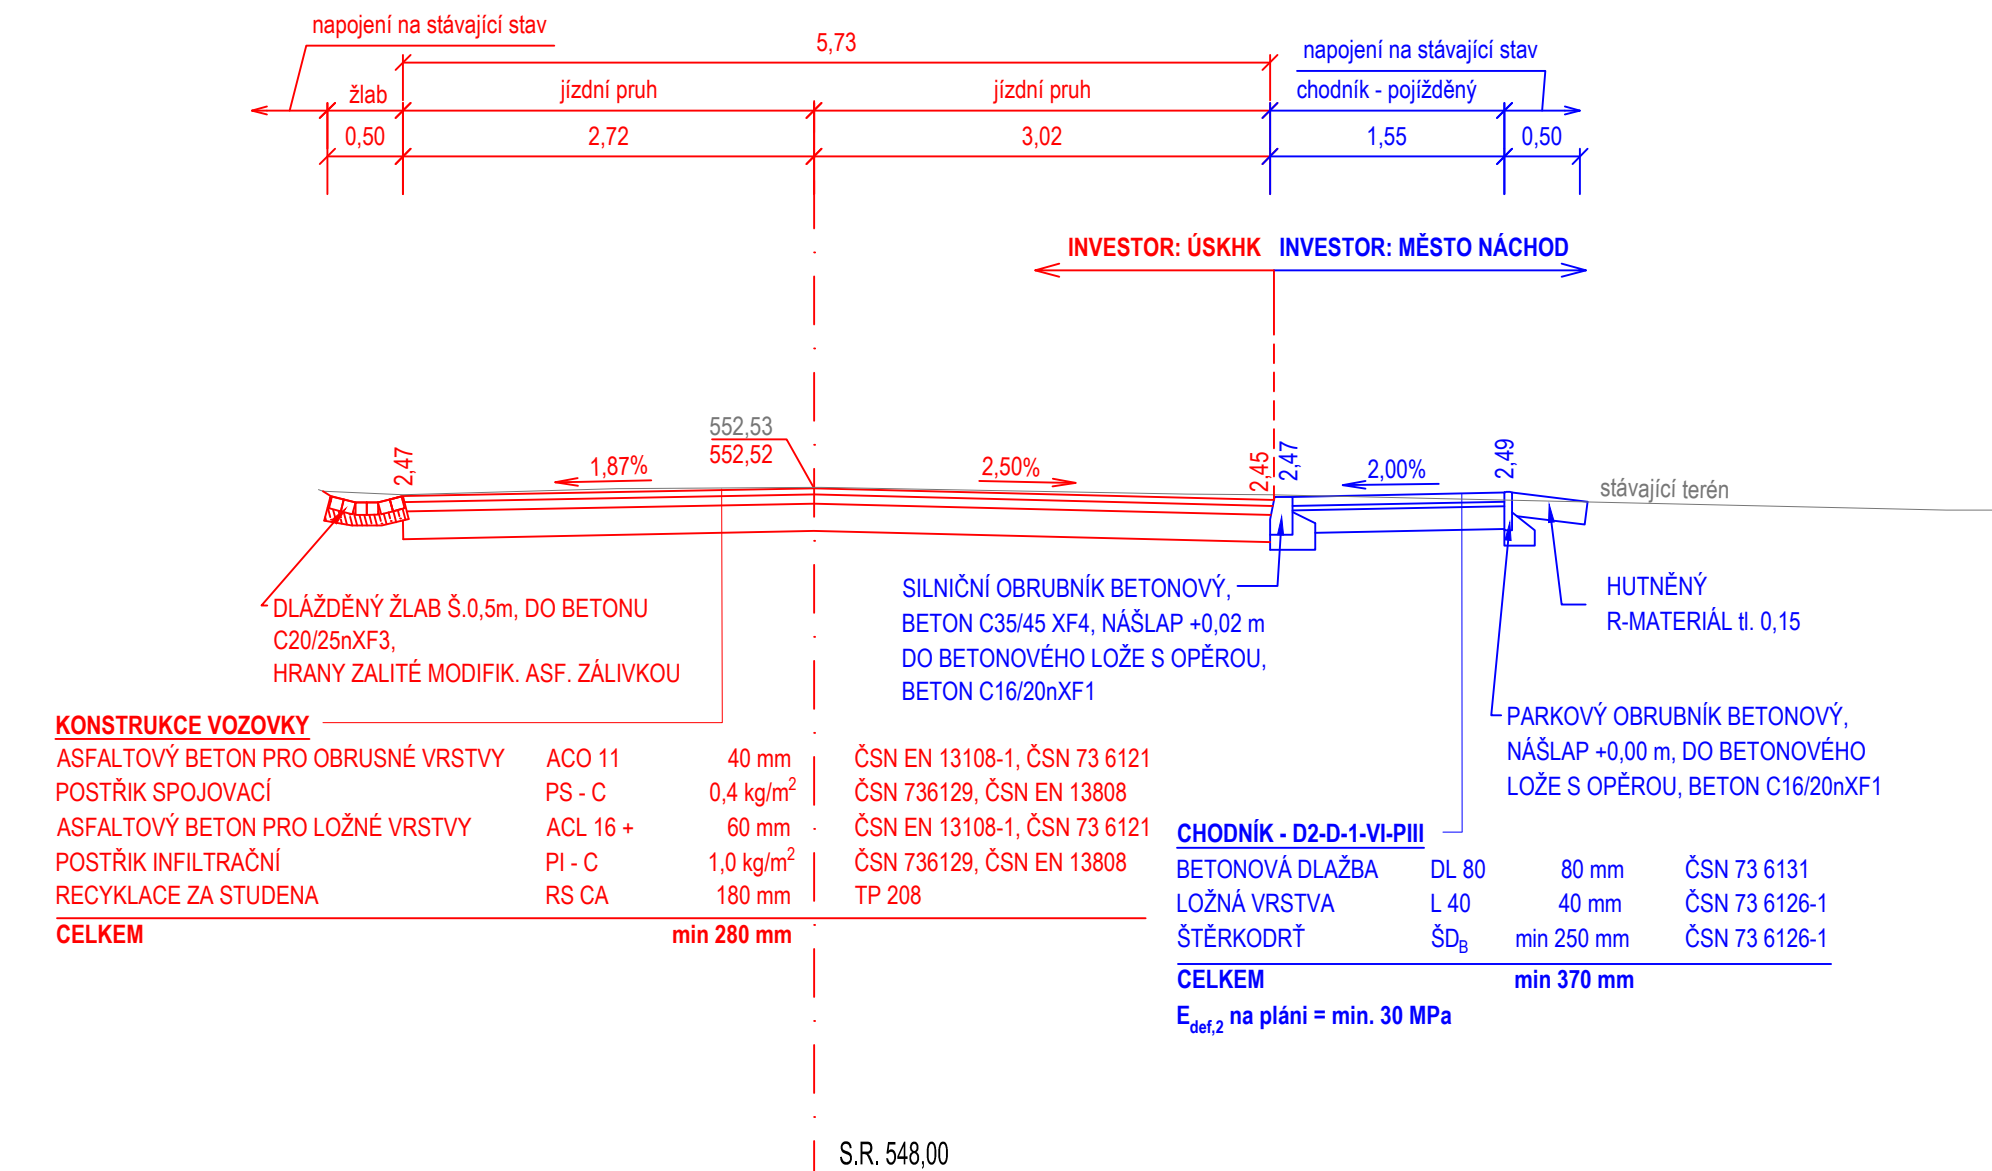 napojení na stávající stav
5,73
napojení na stávající stav
žlab
jízdní pruh
jízdní pruh
chodník - pojížděný
0,50
2,72
3,02
1,55
0,50
INVESTOR: ÚSKHK
INVESTOR: MĚSTO NÁCHOD
552,53
552,52
2,47
1,87%
2,50%
2,45
2,47
2,00%
2,49
stávající terén
DLÁŽDĚNÝ ŽLAB Š.0,5m, DO BETONU
C20/25nXF3,
HRANY ZALITÉ MODIFIK. ASF. ZÁLIVKOU
SILNIČNÍ OBRUBNÍK BETONOVÝ,
BETON C35/45 XF4, NÁŠLAP +0,02 m
DO BETONOVÉHO LOŽE S OPĚROU,
BETON C16/20nXF1
HUTNĚNÝ
R-MATERIÁL tl. 0,15
PARKOVÝ OBRUBNÍK BETONOVÝ,
NÁŠLAP +0,00 m, DO BETONOVÉHO
LOŽE S OPĚROU, BETON C16/20nXF1
KONSTRUKCE VOZOVKY
ASFALTOVÝ BETON PRO OBRUSNÉ VRSTVY ACO 11 40 mm ČSN EN 13108-1, ČSN 73 6121
POSTŘIK SPOJOVACÍ PS - C 0,4 kg/m² ČSN 736129, ČSN EN 13808
ASFALTOVÝ BETON PRO LOŽNÉ VRSTVY ACL 16 + 60 mm ČSN EN 13108-1, ČSN 73 6121
POSTŘIK INFILTRAČNÍ PI - C 1,0 kg/m² ČSN 736129, ČSN EN 13808
RECYKLACE ZA STUDENA RS CA 180 mm TP 208
CELKEM min 280 mm
CHODNÍK - D2-D-1-VI-PIII
BETONOVÁ DLAŽBA DL 80 80 mm ČSN 73 6131
LOŽNÁ VRSTVA L 40 40 mm ČSN 73 6126-1
ŠTĚRKODRŤ ŠDB min 250 mm ČSN 73 6126-1
CELKEM min 370 mm
Edef,2 na pláni = min. 30 MPa
S.R. 548,00